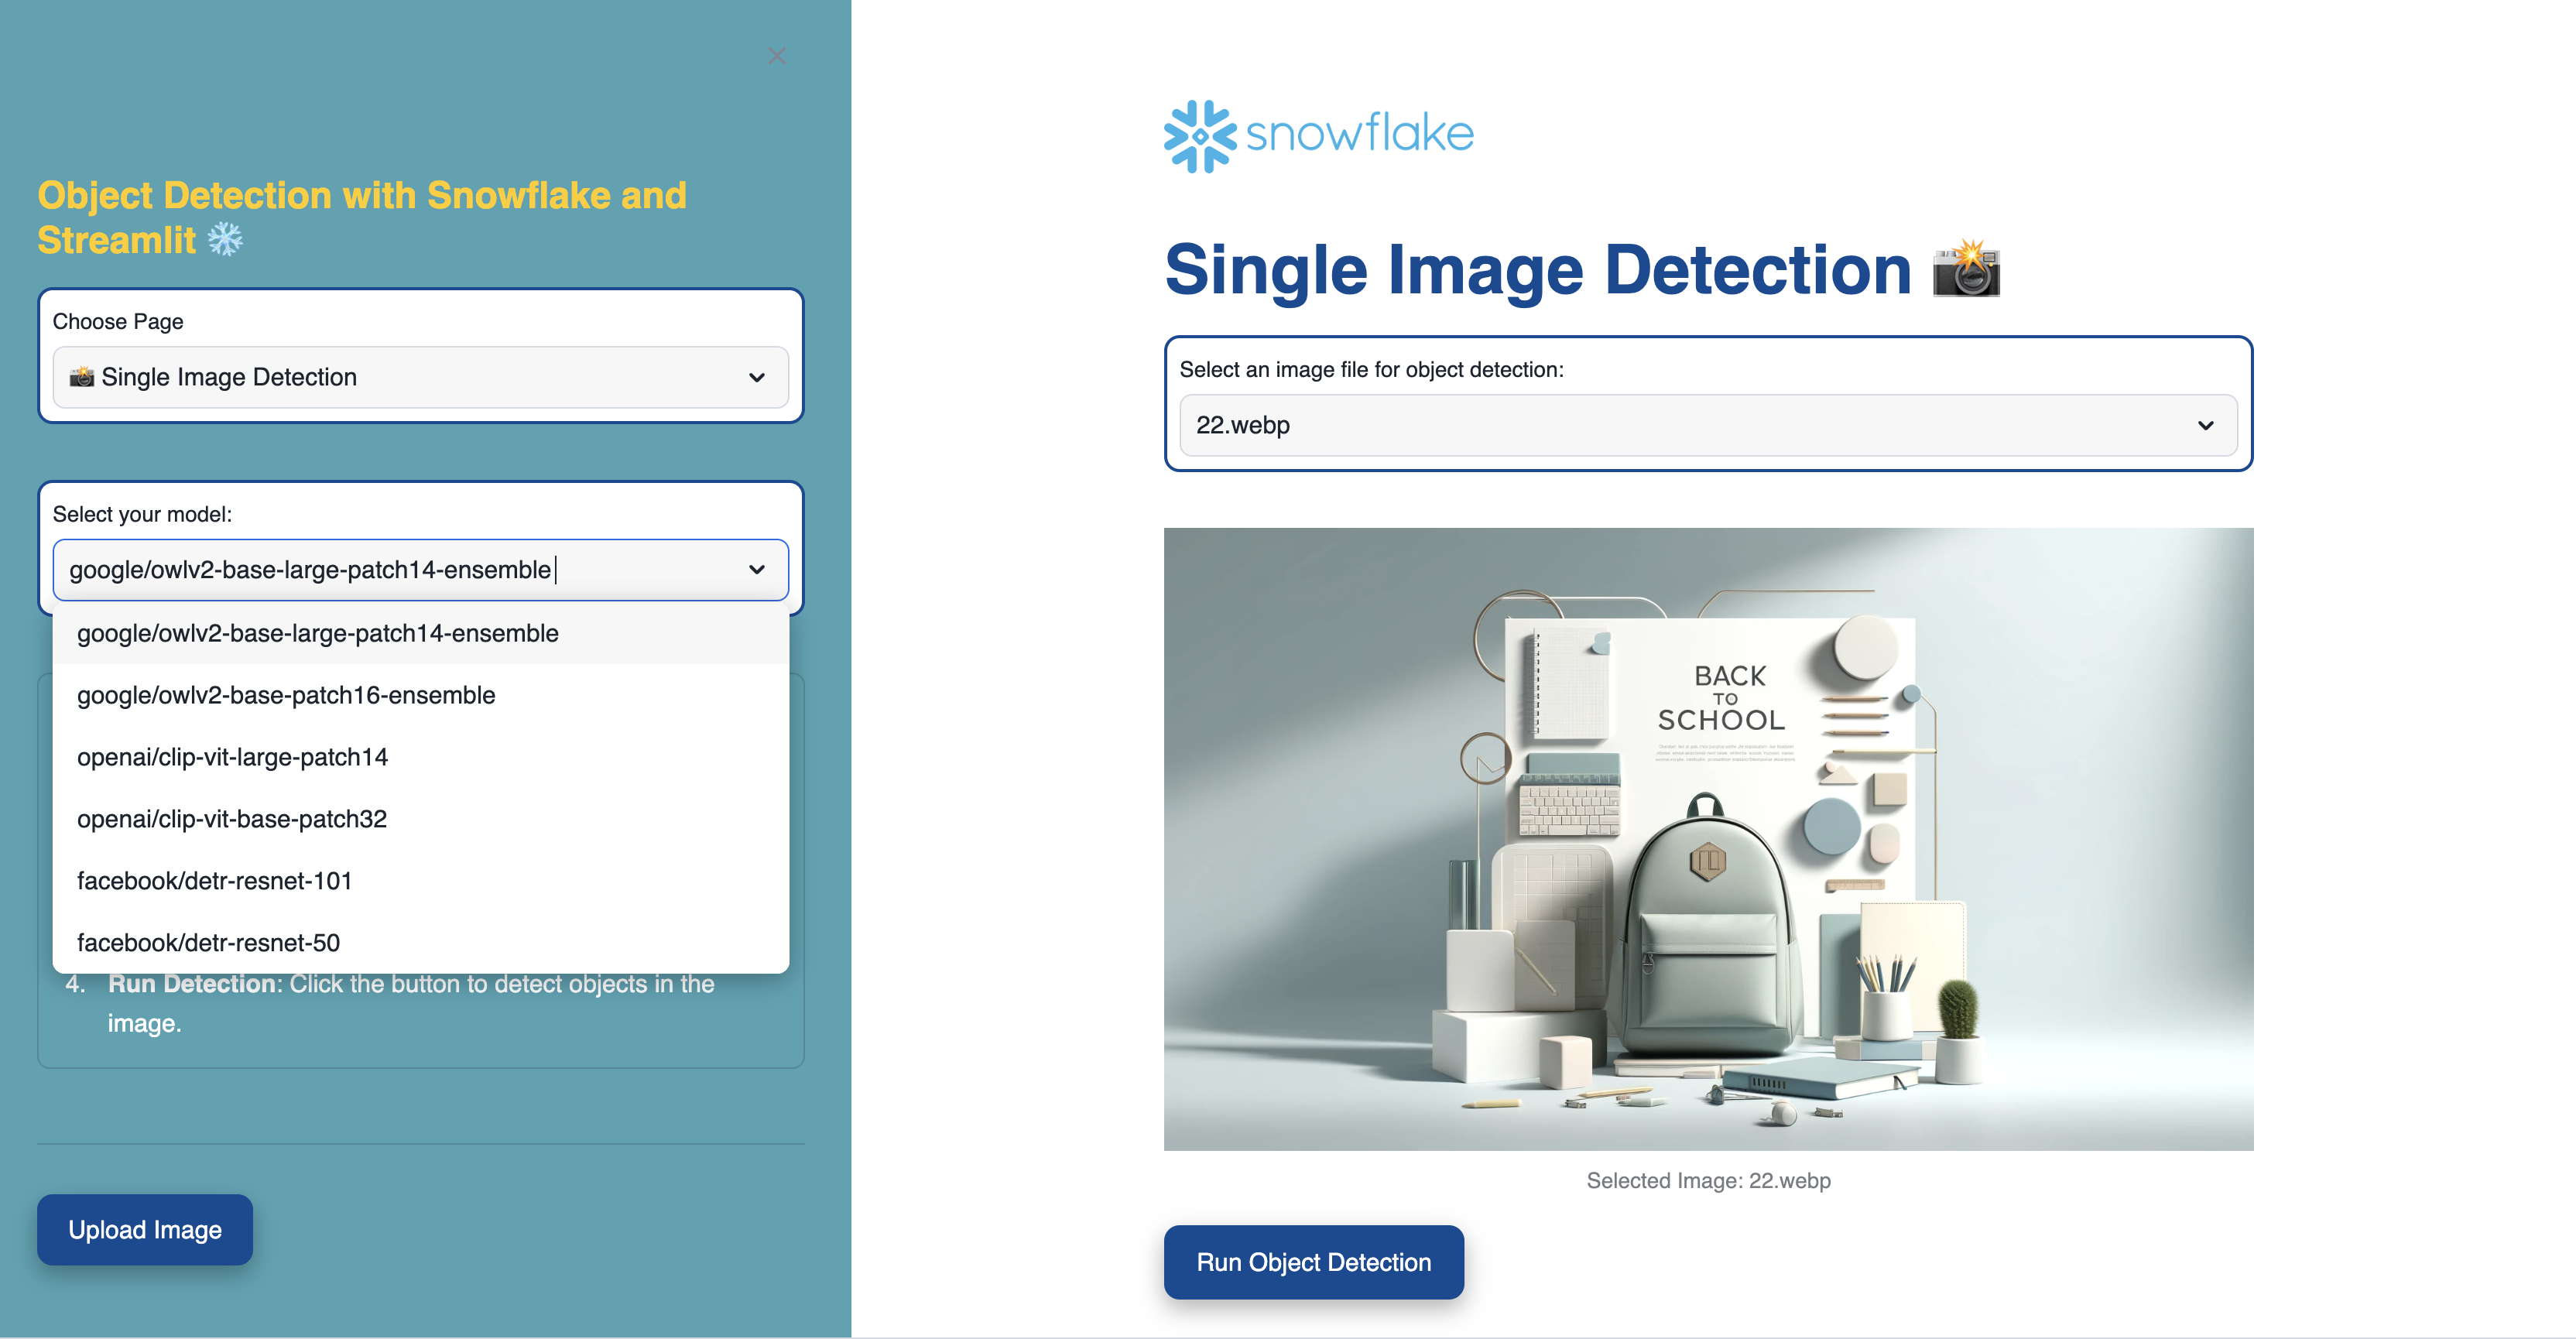 Object Detection with Snowflake and
Streamlit ❄️
Choose Page
📸 Single Image Detection
Select your model:
google/owlv2-base-large-patch14-ensemble
google/owlv2-base-large-patch14-ensemble
google/owlv2-base-patch16-ensemble
openai/clip-vit-large-patch14
openai/clip-vit-base-patch32
facebook/detr-resnet-101
facebook/detr-resnet-50
4. Run Detection: Click the button to detect objects in the
image.
Upload Image
snowflake
Single Image Detection 📸
Select an image file for object detection:
22.webp
BACK
TO
SCHOOL
Selected Image: 22.webp
Run Object Detection